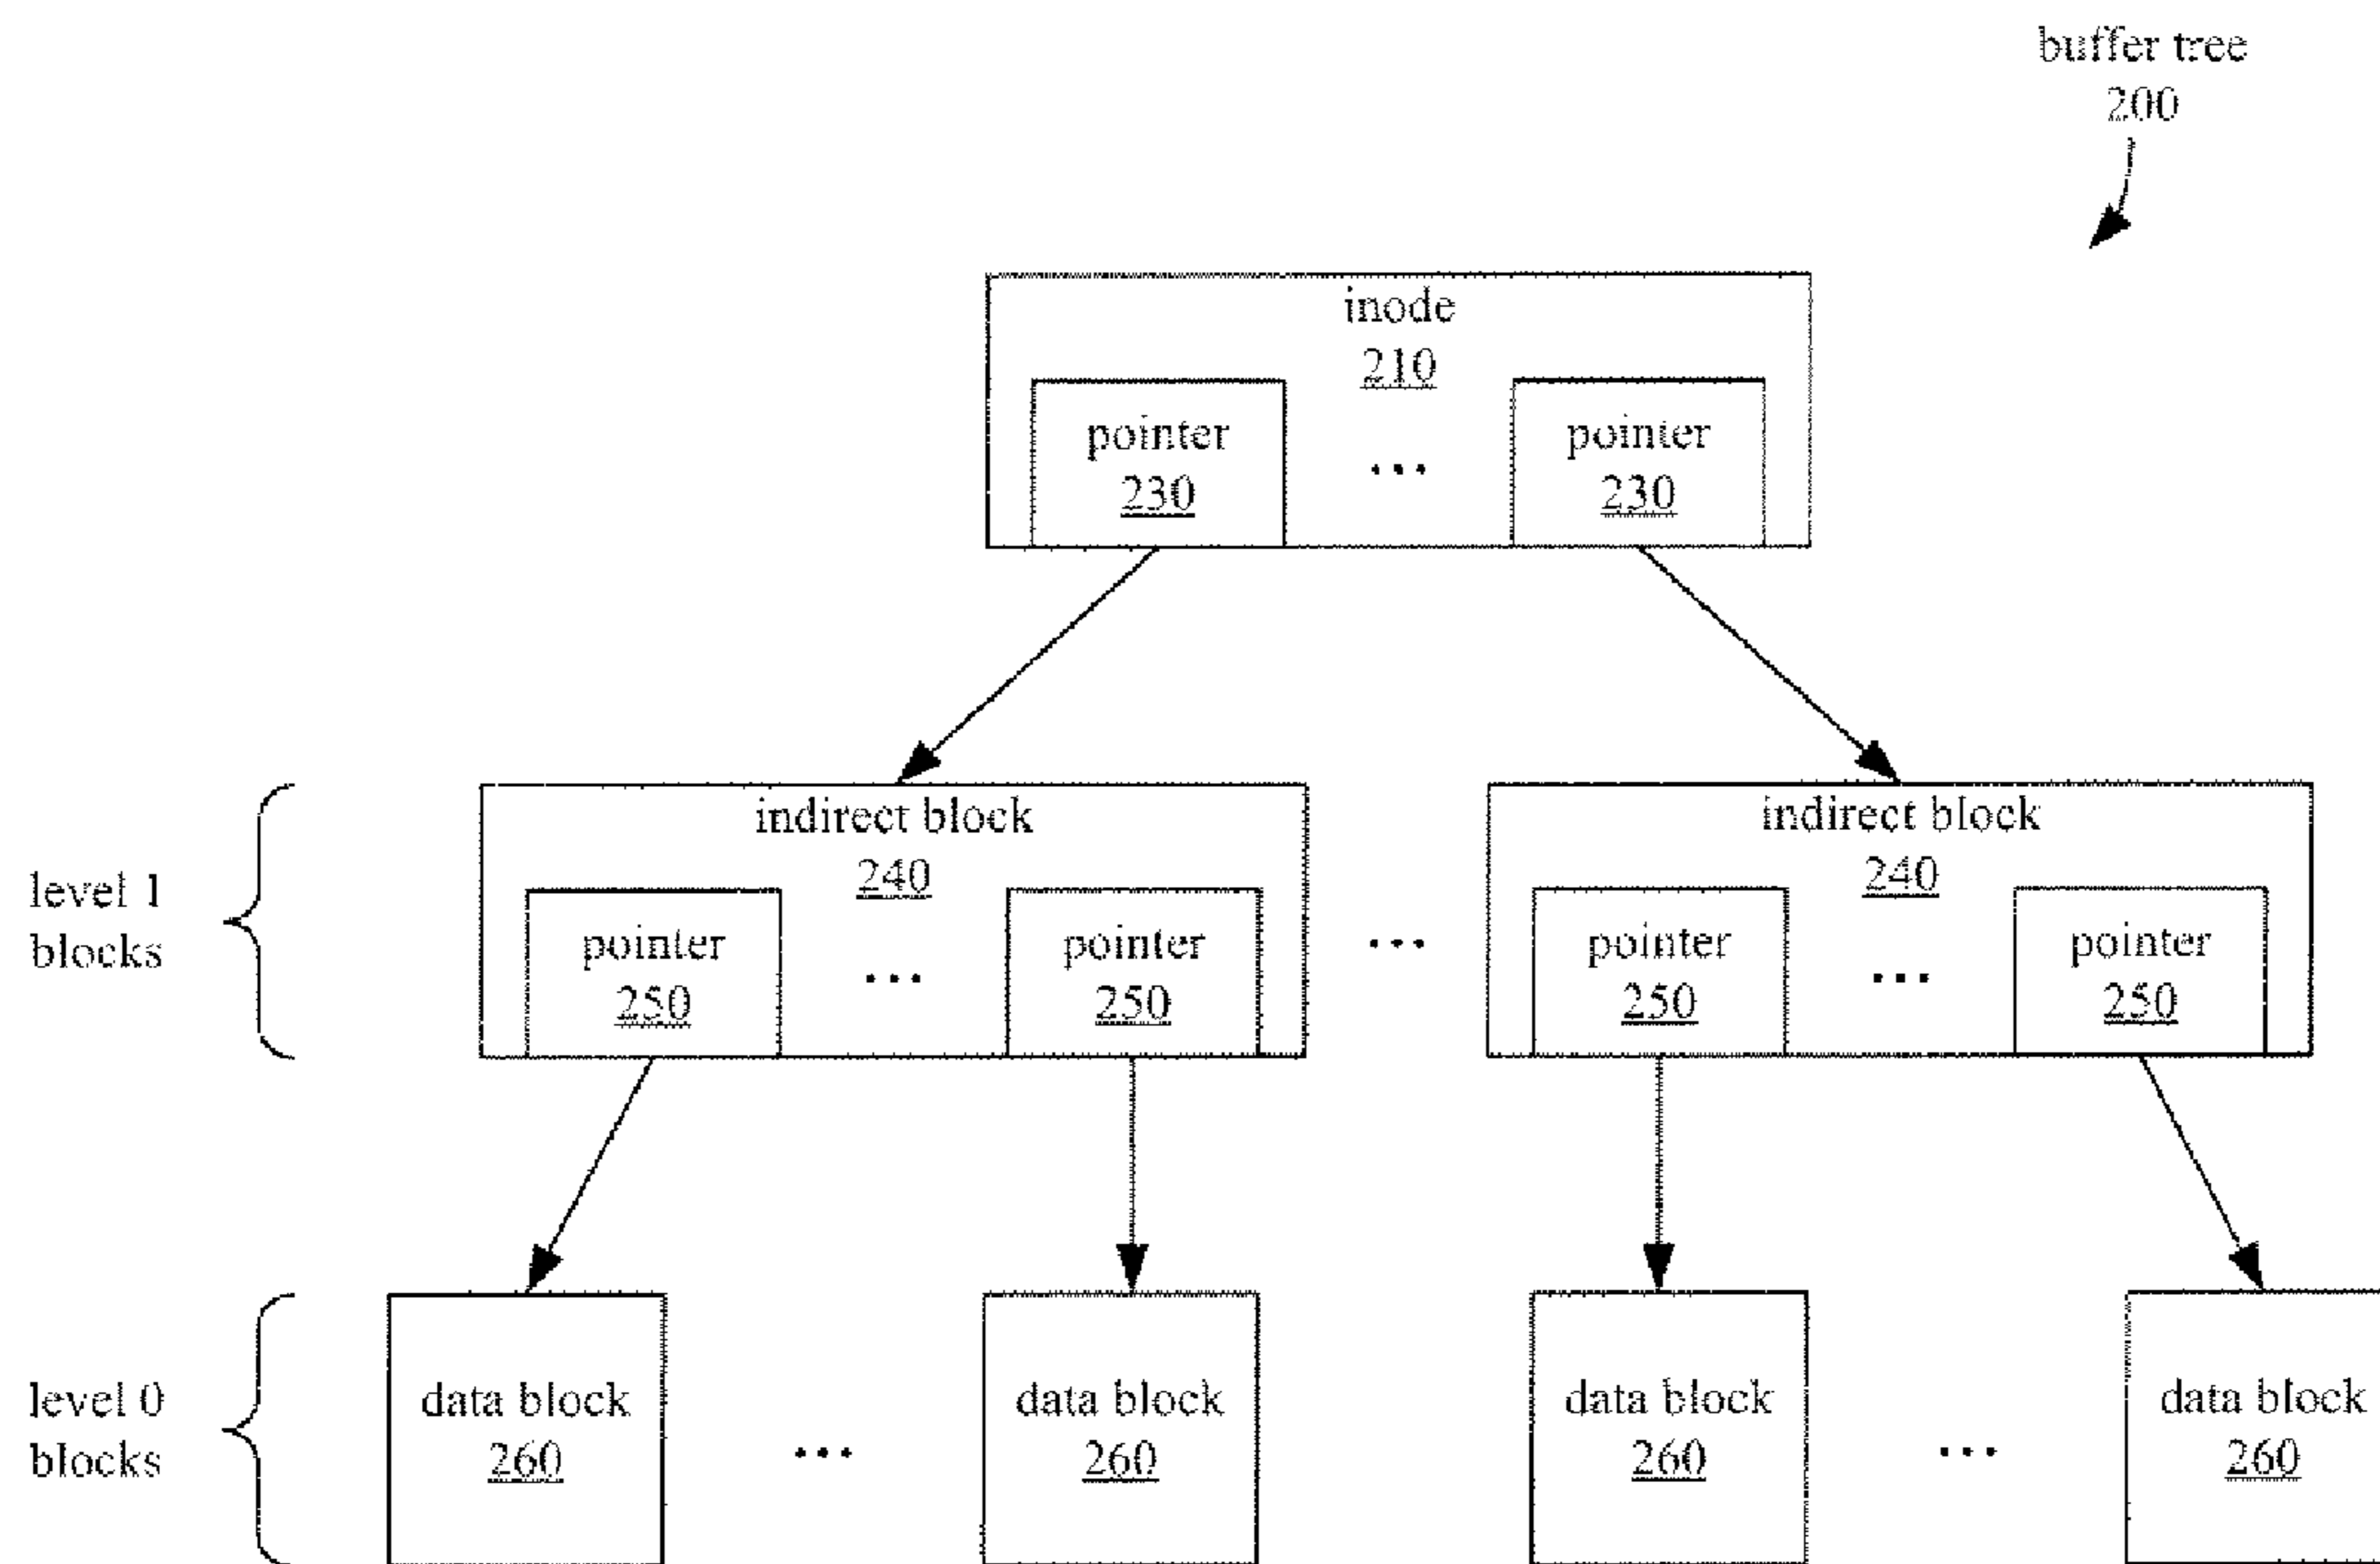 buffer tree
200
inode
210
pointer
230
...
pointer
230
level 1
blocks
indirect block
240
pointer
250
...
pointer
250
...
indirect block
240
pointer
250
...
pointer
250
level 0
blocks
data block
260
...
data block
260
data block
260
...
data block
260